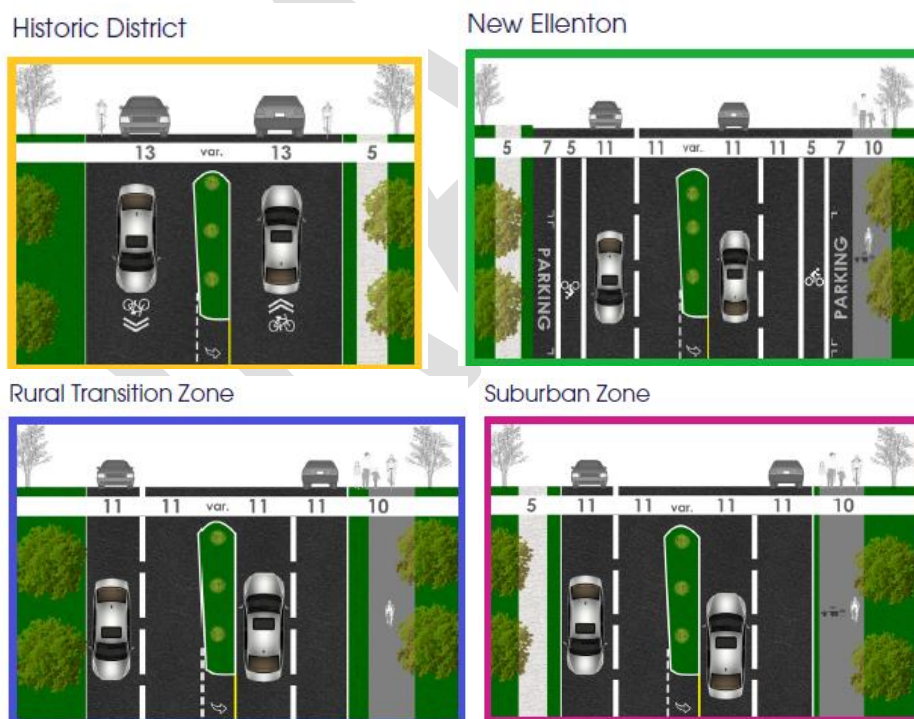 Historic District
13 var. 13 5
New Ellenton
5 7 5 11 11 var. 11 11 5 7 10
PARKING
PARKING
Rural Transition Zone
11 11 var. 11 11 10
Suburban Zone
5 11 11 var. 11 11 10